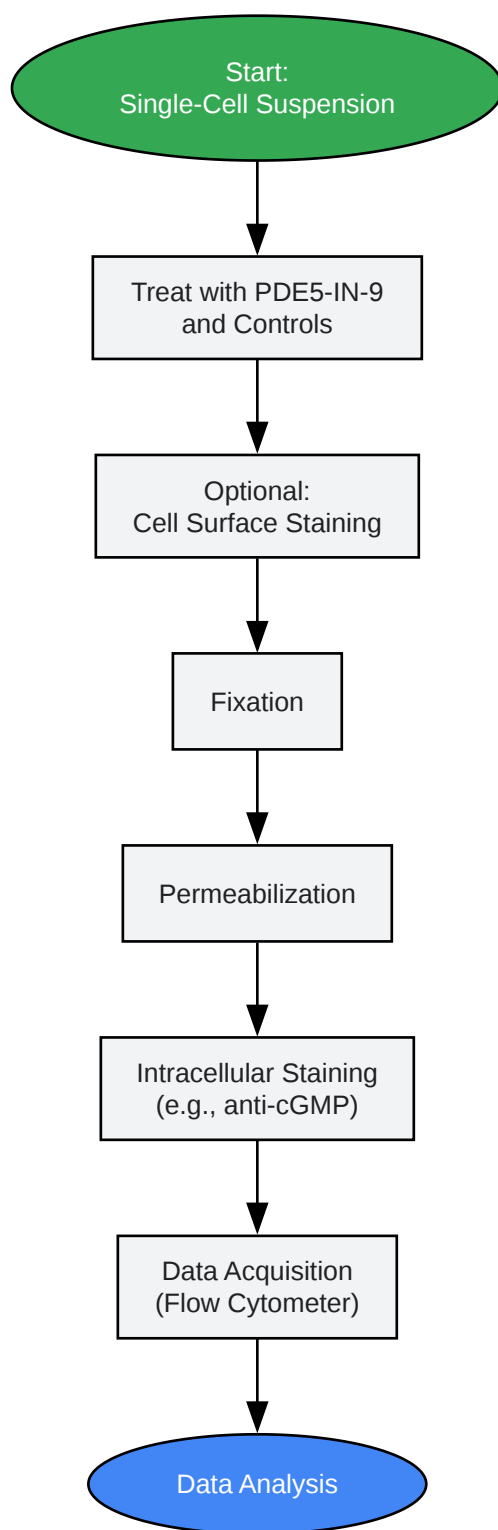 Start:
Single-Cell Suspension
Treat with PDE5-IN-9
and Controls
Optional:
Cell Surface Staining
Fixation
Permeabilization
Intracellular Staining
(e.g., anti-cGMP)
Data Acquisition
(Flow Cytometer)
Data Analysis